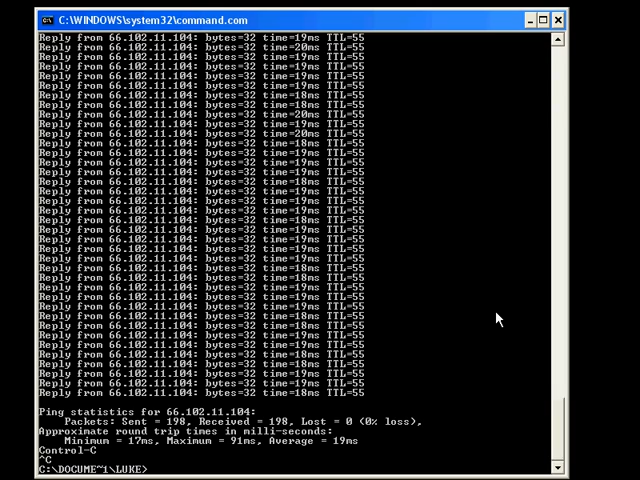 C:\WINDOWS\system32\command.com
Reply from 66.102.11.104: bytes=32 time=19ms TTL=55
Reply from 66.102.11.104: bytes=32 time=20ms TTL=55
Reply from 66.102.11.104: bytes=32 time=19ms TTL=55
Reply from 66.102.11.104: bytes=32 time=19ms TTL=55
Reply from 66.102.11.104: bytes=32 time=19ms TTL=55
Reply from 66.102.11.104: bytes=32 time=19ms TTL=55
Reply from 66.102.11.104: bytes=32 time=18ms TTL=55
Reply from 66.102.11.104: bytes=32 time=18ms TTL=55
Reply from 66.102.11.104: bytes=32 time=20ms TTL=55
Reply from 66.102.11.104: bytes=32 time=19ms TTL=55
Reply from 66.102.11.104: bytes=32 time=20ms TTL=55
Reply from 66.102.11.104: bytes=32 time=18ms TTL=55
Reply from 66.102.11.104: bytes=32 time=19ms TTL=55
Reply from 66.102.11.104: bytes=32 time=19ms TTL=55
Reply from 66.102.11.104: bytes=32 time=19ms TTL=55
Reply from 66.102.11.104: bytes=32 time=18ms TTL=55
Reply from 66.102.11.104: bytes=32 time=19ms TTL=55
Reply from 66.102.11.104: bytes=32 time=19ms TTL=55
Reply from 66.102.11.104: bytes=32 time=19ms TTL=55
Reply from 66.102.11.104: bytes=32 time=19ms TTL=55
Reply from 66.102.11.104: bytes=32 time=19ms TTL=55
Reply from 66.102.11.104: bytes=32 time=19ms TTL=55
Reply from 66.102.11.104: bytes=32 time=19ms TTL=55
Reply from 66.102.11.104: bytes=32 time=19ms TTL=55
Reply from 66.102.11.104: bytes=32 time=18ms TTL=55
Reply from 66.102.11.104: bytes=32 time=18ms TTL=55
Reply from 66.102.11.104: bytes=32 time=19ms TTL=55
Reply from 66.102.11.104: bytes=32 time=19ms TTL=55
Reply from 66.102.11.104: bytes=32 time=19ms TTL=55
Reply from 66.102.11.104: bytes=32 time=18ms TTL=55
Reply from 66.102.11.104: bytes=32 time=18ms TTL=55
Reply from 66.102.11.104: bytes=32 time=19ms TTL=55
Reply from 66.102.11.104: bytes=32 time=18ms TTL=55
Reply from 66.102.11.104: bytes=32 time=18ms TTL=55
Reply from 66.102.11.104: bytes=32 time=19ms TTL=55
Reply from 66.102.11.104: bytes=32 time=19ms TTL=55
Reply from 66.102.11.104: bytes=32 time=18ms TTL=55
Reply from 66.102.11.104: bytes=32 time=18ms TTL=55
Ping statistics for 66.102.11.104:
Packets: Sent = 198, Received = 198, Lost = 0 (0% loss),
Approximate round trip times in milli-seconds:
Minimum = 17ms, Maximum = 91ms, Average = 19ms
Control-C
^C
C:\DOCUME~1\LUKE>